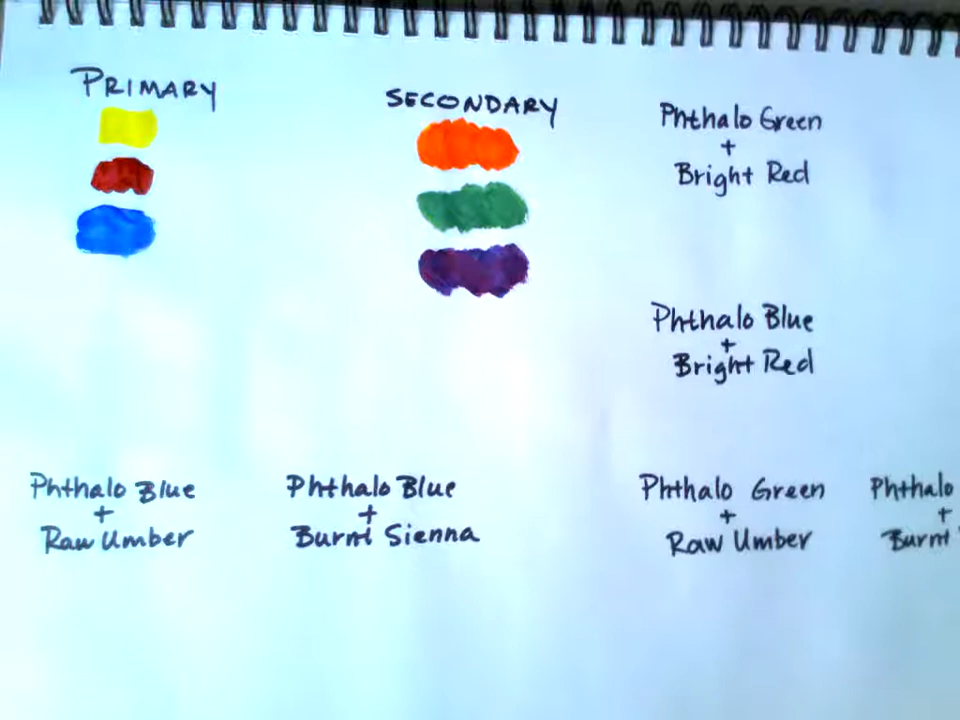 PRIMARY
SECONDARY
Phthalo Green
+
Bright Red
Phthalo Blue
+
Bright Red
Phthalo Blue
+
Raw Umber
Phthalo Blue
+
Burnt Sienna
Phthalo Green
+
Raw Umber
Phthalo
+
Burnt